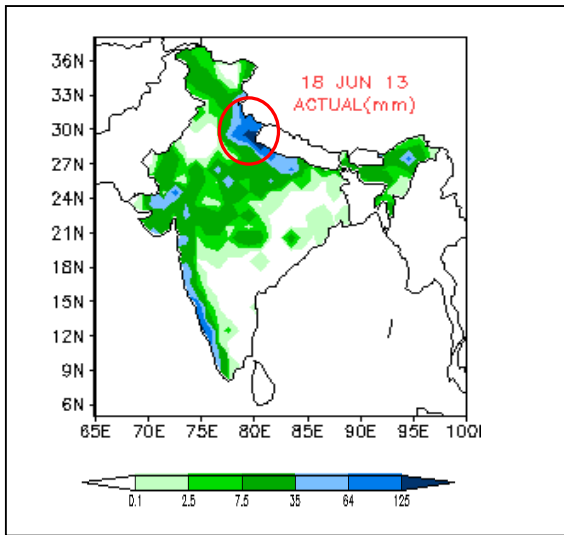 36N
33N
30N
27N
24N
21N
18N
15N
12N
9N
6N
18 JUN 13
ACTUAL(mm)
65E 70E 75E 80E 85E 90E 95E 100E
0.1 2.5 7.5 35 64 125